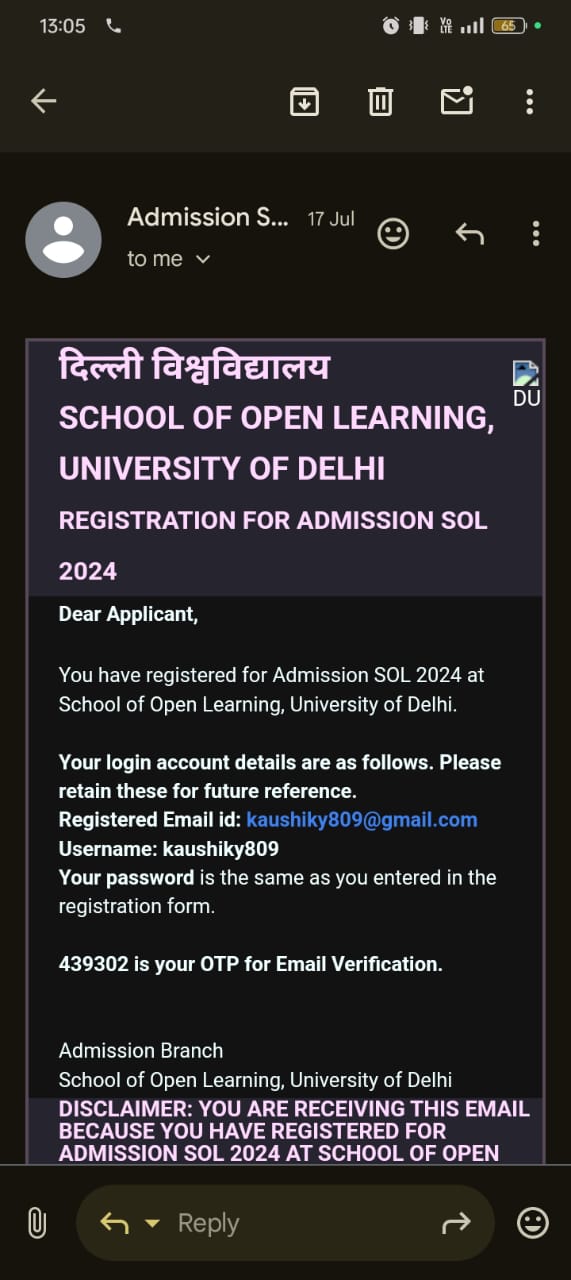 13:05
Vo LTE 65
Admission S... 17 Jul
to me
दिल्ली विश्वविद्यालय
DU
SCHOOL OF OPEN LEARNING,
UNIVERSITY OF DELHI
REGISTRATION FOR ADMISSION SOL
2024
Dear Applicant,
You have registered for Admission SOL 2024 at
School of Open Learning, University of Delhi.
Your login account details are as follows. Please
retain these for future reference.
Registered Email id: kaushiky809@gmail.com
Username: kaushiky809
Your password is the same as you entered in the
registration form.
439302 is your OTP for Email Verification.
Admission Branch
School of Open Learning, University of Delhi
DISCLAIMER: YOU ARE RECEIVING THIS EMAIL
BECAUSE YOU HAVE REGISTERED FOR
ADMISSION SOL 2024 AT SCHOOL OF OPEN
Reply